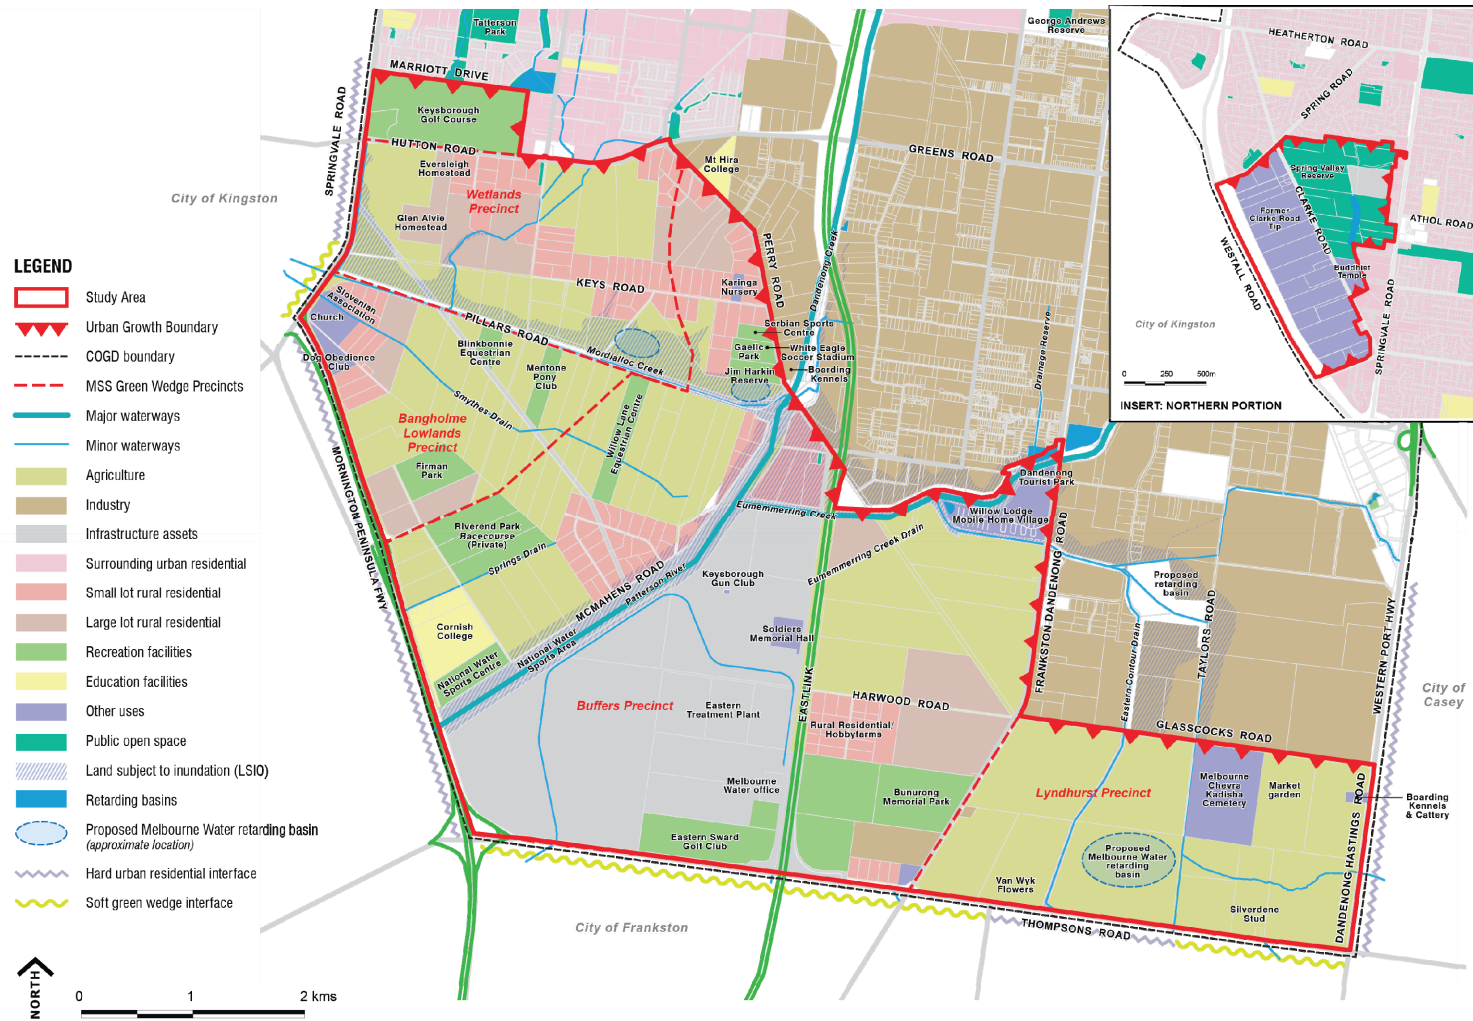 Tatterson
Park
George Andrews
Reserve
MARRIOTT DRIVE
Keysborough
Golf Course
SPRINGVALE ROAD
HUTTON ROAD
Eversleigh
Homestead
Mt Hira
College
GREENS ROAD
City of Kingston
Wetlands
Precinct
Glen Alvie
Homestead
PERRY ROAD
Dandenong Creek
KEYS ROAD
Karinga
Nursery
Slovenian
Association
Church
PILLARS ROAD
Serbian Sports
Centre
Gaelic
Park
White Eagle
Soccer Stadium
Drainage Reserve
Dog Obedience
Club
Blinkbonnie
Equestrian
Centre
Mordialloc Creek
Mentone
Pony
Club
Jim Harkin
Reserve
Boarding
Kennels
Smythes Drain
Willow Lane
Equestrian Centre
Bangholme
Lowlands
Precinct
Firman
Park
MORNINGTON PENINSULA FWY
Dandenong
Tourist Park
Eumemmerring Creek
Willow Lodge
Mobile Home Village
Riverend Park
Racecourse
(Private)
Springs Drain
Eumemmerring Creek Drain
FRANKSTON DANDENONG ROAD
MCMAHENS ROAD
Patterson River
Keysborough
Gun Club
Proposed
retarding
basin
TAYLORS ROAD
WESTERN PORT HWY
Cornish
College
Soldiers
Memorial Hall
Eastern Contour Drain
National Water
Sports Area
National Water
Sports Centre
EASTLINK
HARWOOD ROAD
City of
Casey
Buffers Precinct
Eastern
Treatment Plant
Rural Residential/
Hobbyfarms
GLASSCOCKS ROAD
Melbourne
Water office
Bunurong
Memorial Park
Lyndhurst Precinct
Melbourne
Chevra
Kadisha
Cemetery
Market
garden
Boarding
Kennels
& Cattery
Eastern Sward
Golf Club
Proposed
Melbourne Water
retarding
basin
DANDENONG HASTINGS ROAD
Van Wyk
Flowers
Silverdene
Stud
City of Frankston
THOMPSONS ROAD
HEATHERTON ROAD
SPRING ROAD
Spring Valley
Reserve
CLARKE ROAD
Former
Clarke Road
Tip
ATHOL ROAD
WESTALL ROAD
Buddhist
Temple
SPRINGVALE ROAD
City of Kingston
0 250 500m
INSERT: NORTHERN PORTION
LEGEND
Study Area
Urban Growth Boundary
COGD boundary
MSS Green Wedge Precincts
Major waterways
Minor waterways
Agriculture
Industry
Infrastructure assets
Surrounding urban residential
Small lot rural residential
Large lot rural residential
Recreation facilities
Education facilities
Other uses
Public open space
Land subject to inundation (LSIO)
Retarding basins
Proposed Melbourne Water retarding basin
(approximate location)
Hard urban residential interface
Soft green wedge interface
NORTH
0 1 2 kms